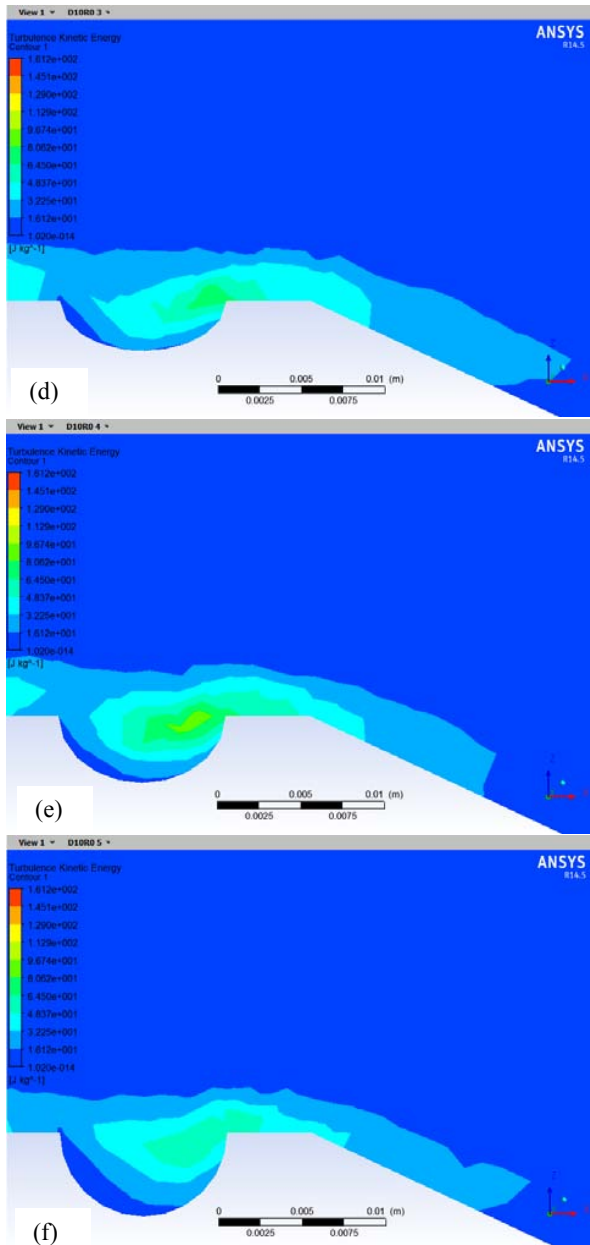 View 1 ▾ D10R0 3 ▾
ANSYS
R14.5
Turbulence Kinetic Energy
Contour 1
1.612e+002
1.451e+002
1.290e+002
1.129e+002
9.674e+001
8.062e+001
6.450e+001
4.837e+001
3.225e+001
1.612e+001
1.020e-014
[J kg^-1]
Z
0 0.005 0.01 (m)
0.0025 0.0075
(d)
View 1 ▾ D10R0 4 ▾
ANSYS
R14.5
Turbulence Kinetic Energy
Contour 1
1.612e+002
1.451e+002
1.290e+002
1.129e+002
9.674e+001
8.062e+001
6.450e+001
4.837e+001
3.225e+001
1.612e+001
1.020e-014
[J kg^-1]
Z
0 0.005 0.01 (m)
0.0025 0.0075
(e)
View 1 ▾ D10R0 5 ▾
ANSYS
R14.5
Turbulence Kinetic Energy
Contour 1
1.612e+002
1.451e+002
1.290e+002
1.129e+002
9.674e+001
8.062e+001
6.450e+001
4.837e+001
3.225e+001
1.612e+001
1.020e-014
[J kg^-1]
Z
0 0.005 0.01 (m)
0.0025 0.0075
(f)